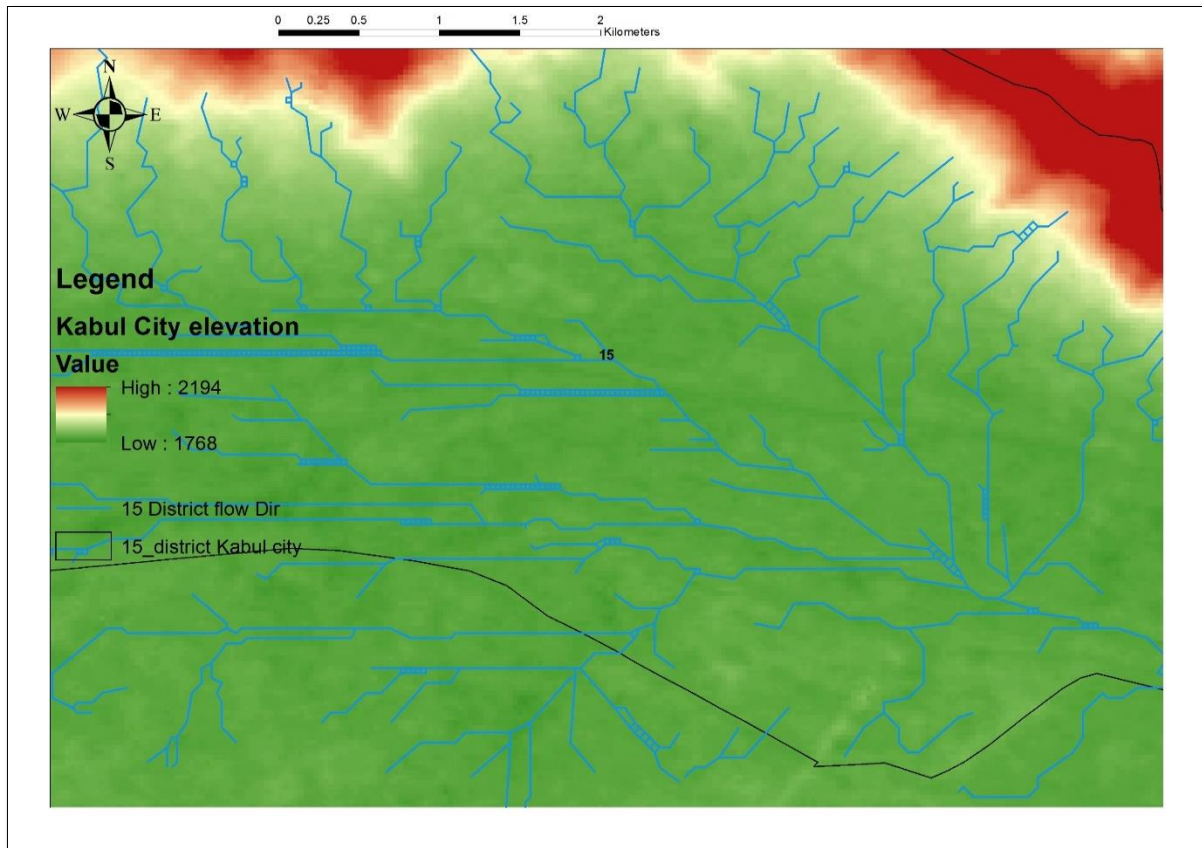 0 0.25 0.5 1 1.5 2
Kilometers
N
W E
S
Legend
Kabul City elevation
Value
High : 2194
Low : 1768
15 District flow Dir
15_district Kabul city
15